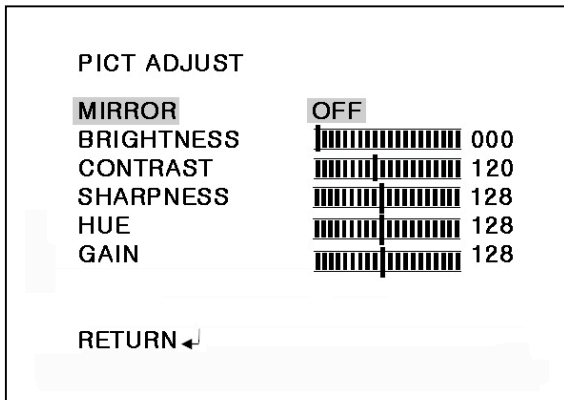 PICT ADJUST
MIRROR OFF
BRIGHTNESS 000
CONTRAST 120
SHARPNESS 128
HUE 128
GAIN 128
RETURN↲